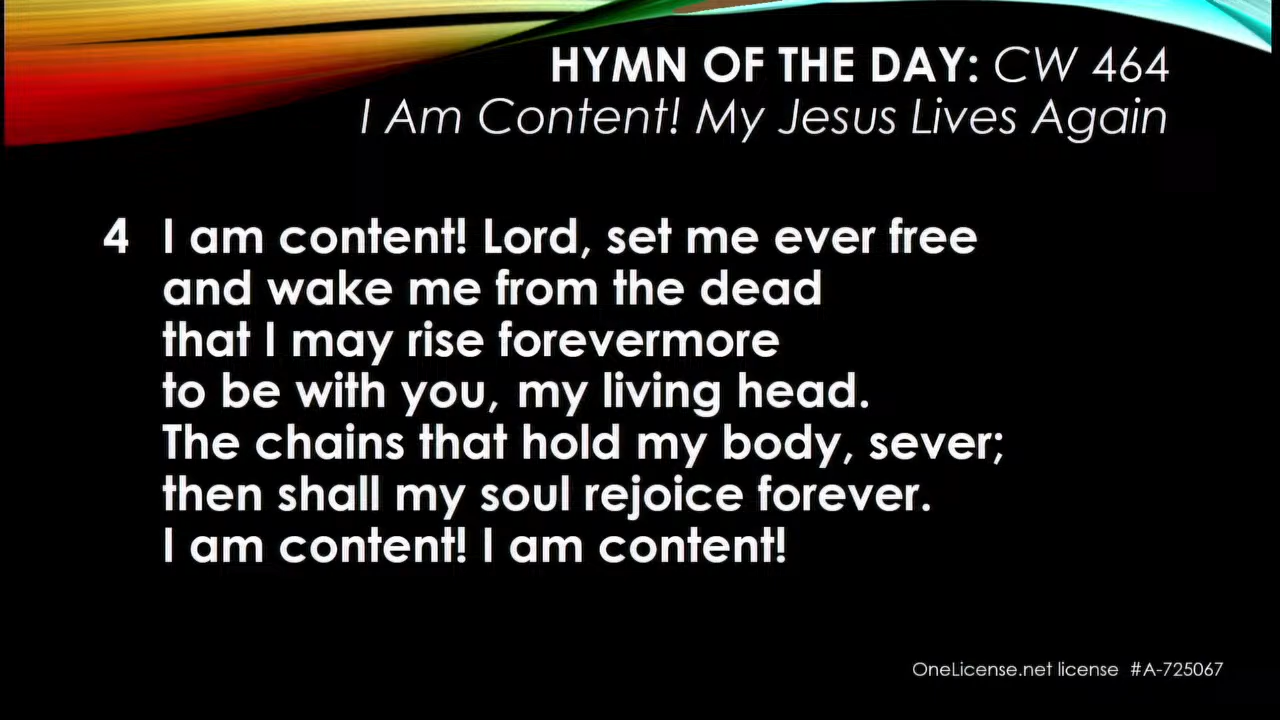 HYMN OF THE DAY: CW 464
I Am Content! My Jesus Lives Again
4 I am content! Lord, set me ever free
and wake me from the dead
that I may rise forevermore
to be with you, my living head.
The chains that hold my body, sever;
then shall my soul rejoice forever.
I am content! I am content!
OneLicense.net license #A-725067